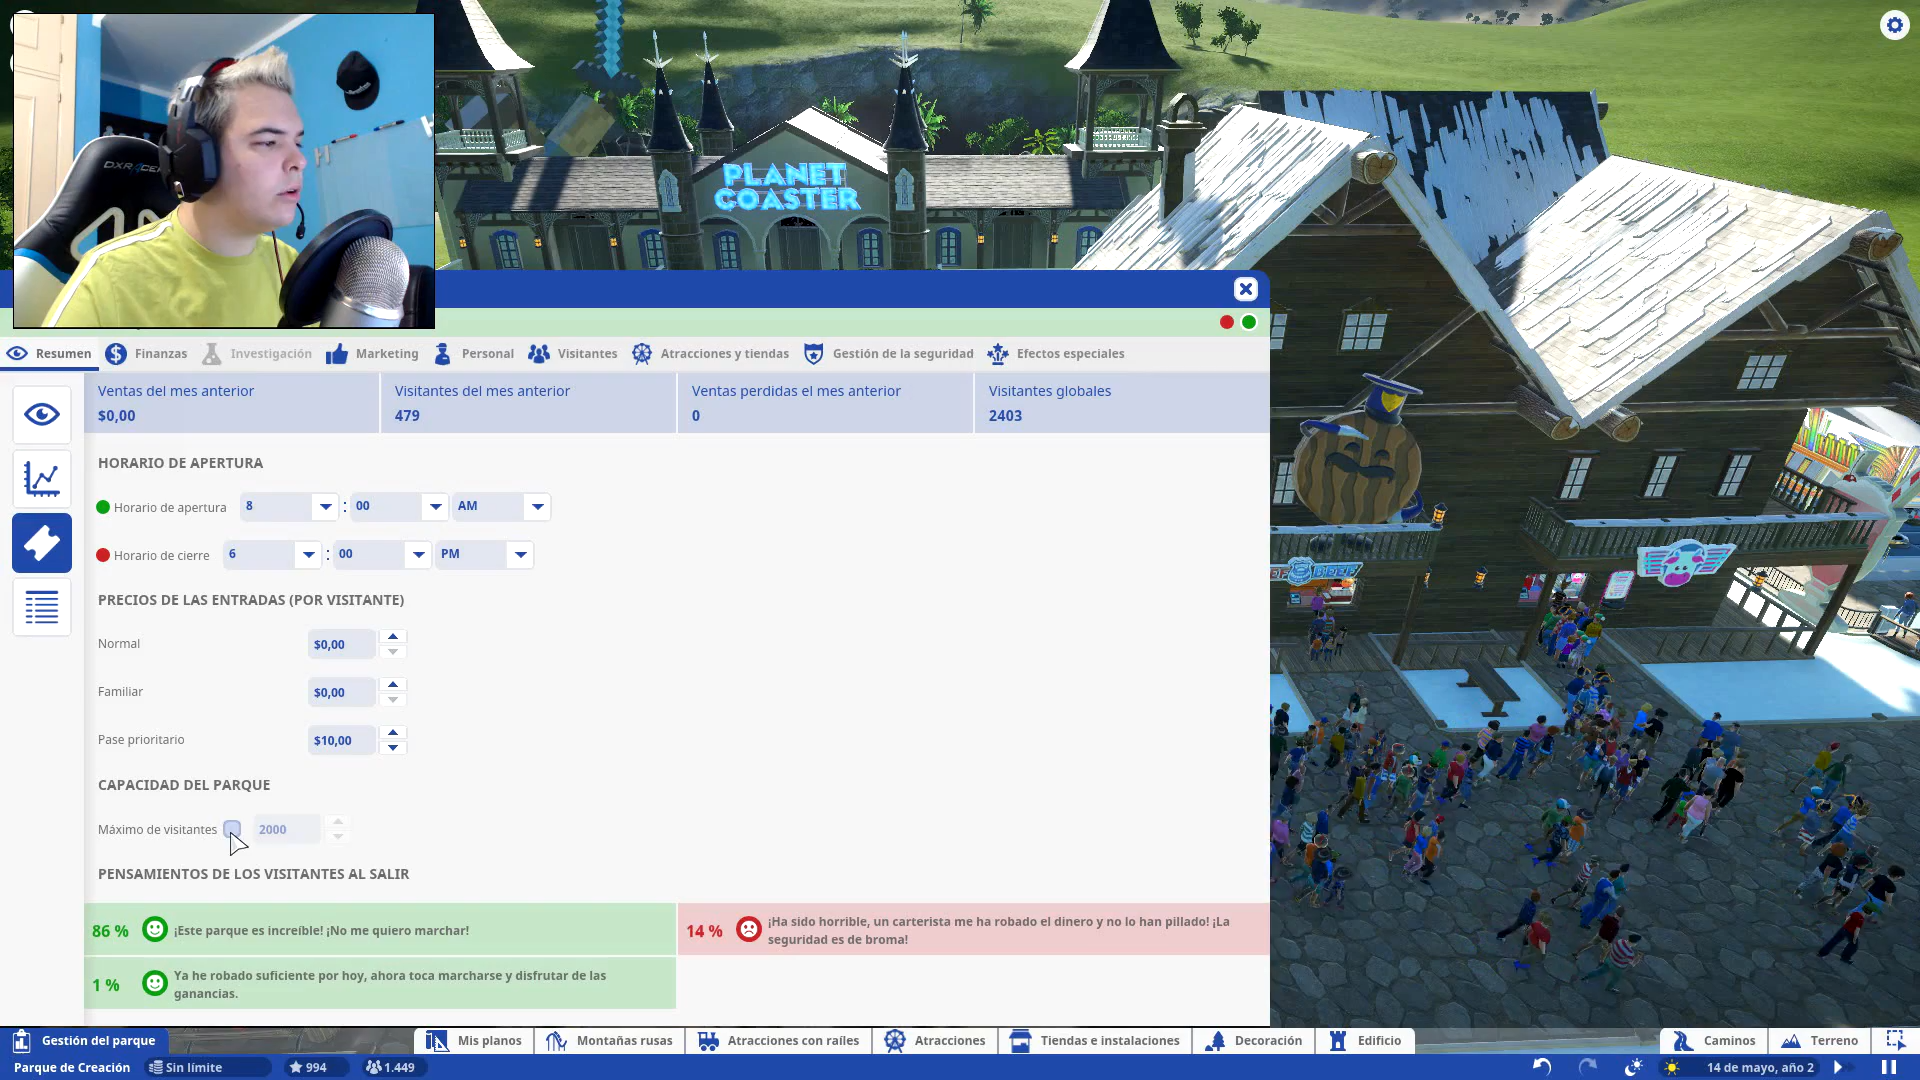 DXRACER
PLANET
COASTER
Resumen
Finanzas
Investigación
Marketing
Personal
Visitantes
Atracciones y tiendas
Gestión de la seguridad
Efectos especiales
Ventas del mes anterior
$0,00
Visitantes del mes anterior
479
Ventas perdidas el mes anterior
0
Visitantes globales
2403
HORARIO DE APERTURA
Horario de apertura 8 : 00 AM
Horario de cierre 6 : 00 PM
PRECIOS DE LAS ENTRADAS (POR VISITANTE)
Normal $0,00
Familiar $0,00
Pase prioritario $10,00
CAPACIDAD DEL PARQUE
Máximo de visitantes 2000
PENSAMIENTOS DE LOS VISITANTES AL SALIR
86 % ¡Este parque es increíble! ¡No me quiero marchar!
14 % ¡Ha sido horrible, un carterista me ha robado el dinero y no lo han pillado! ¡La
seguridad es de broma!
1 % Ya he robado suficiente por hoy, ahora toca marcharse y disfrutar de las
ganancias.
Gestión del parque
Mis planos
Montañas rusas
Atracciones con raíles
Atracciones
Tiendas e instalaciones
Decoración
Edificio
Caminos
Terreno
Parque de Creación
Sin límite
994
1.449
14 de mayo, año 2